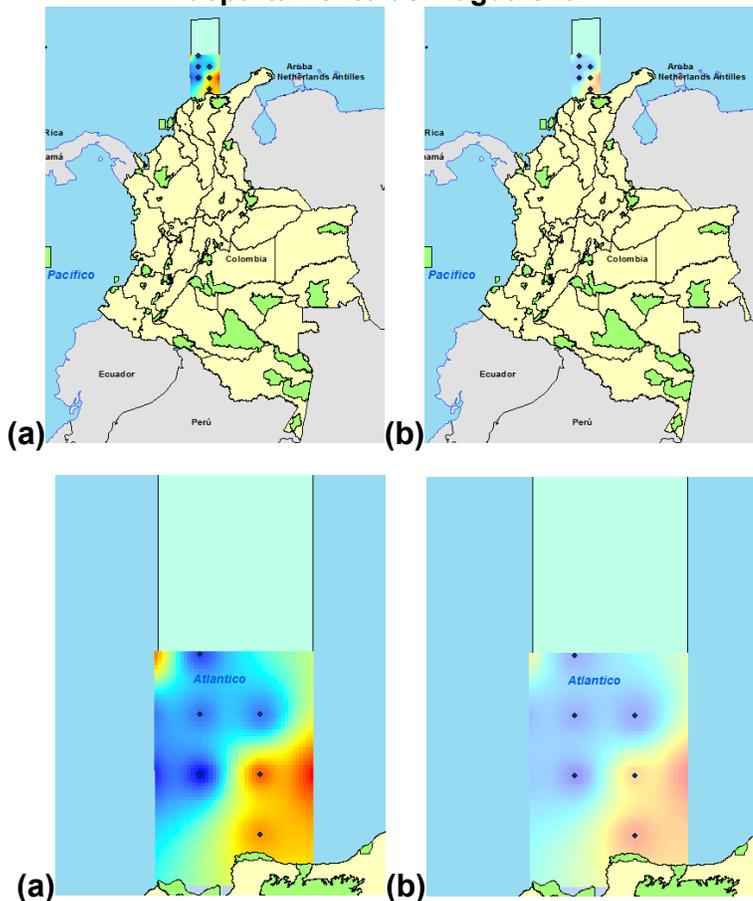 Aruba
Netherlands Antilles
Rica
amá
Colombia
Pacífico
Ecuador
Perú
(a)
Aruba
Netherlands Antilles
Rica
amá
Colombia
Pacífico
Ecuador
Perú
(b)
Atlantico
(a)
Atlantico
(b)